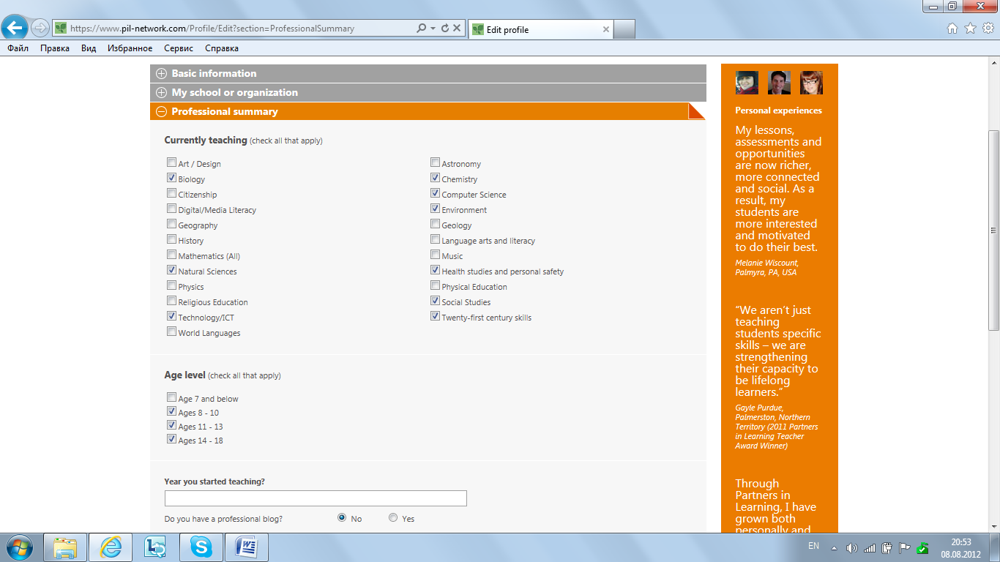 https://www.pil-network.com/Profile/Edit?section=ProfessionalSummary
Edit profile
Файл Правка Вид Избранное Сервис Справка
Basic information
My school or organization
Professional summary
Currently teaching (check all that apply)
Art / Design
Astronomy
Biology
Chemistry
Citizenship
Computer Science
Digital/Media Literacy
Environment
Geography
Geology
History
Language arts and literacy
Mathematics (All)
Music
Natural Sciences
Health studies and personal safety
Physics
Physical Education
Religious Education
Social Studies
Technology/ICT
Twenty-first century skills
World Languages
Age level (check all that apply)
Age 7 and below
Ages 8 - 10
Ages 11 - 13
Ages 14 - 18
Year you started teaching?
Do you have a professional blog? No Yes
Personal experiences
My lessons,
assessments and
opportunities
are now richer,
more connected
and social. As a
result, my
students are
more interested
and motivated
to do their best.
Melanie Wiscount,
Palmyra, PA, USA
“We aren’t just
teaching
students specific
skills – we are
strengthening
their capacity to
be lifelong
learners.”
Gayle Purdue,
Palmerston, Northern
Territory (2011 Partners
in Learning Teacher
Award Winner)
Through
Partners in
Learning, I have
grown both
personally and
EN
20:53
08.08.2012